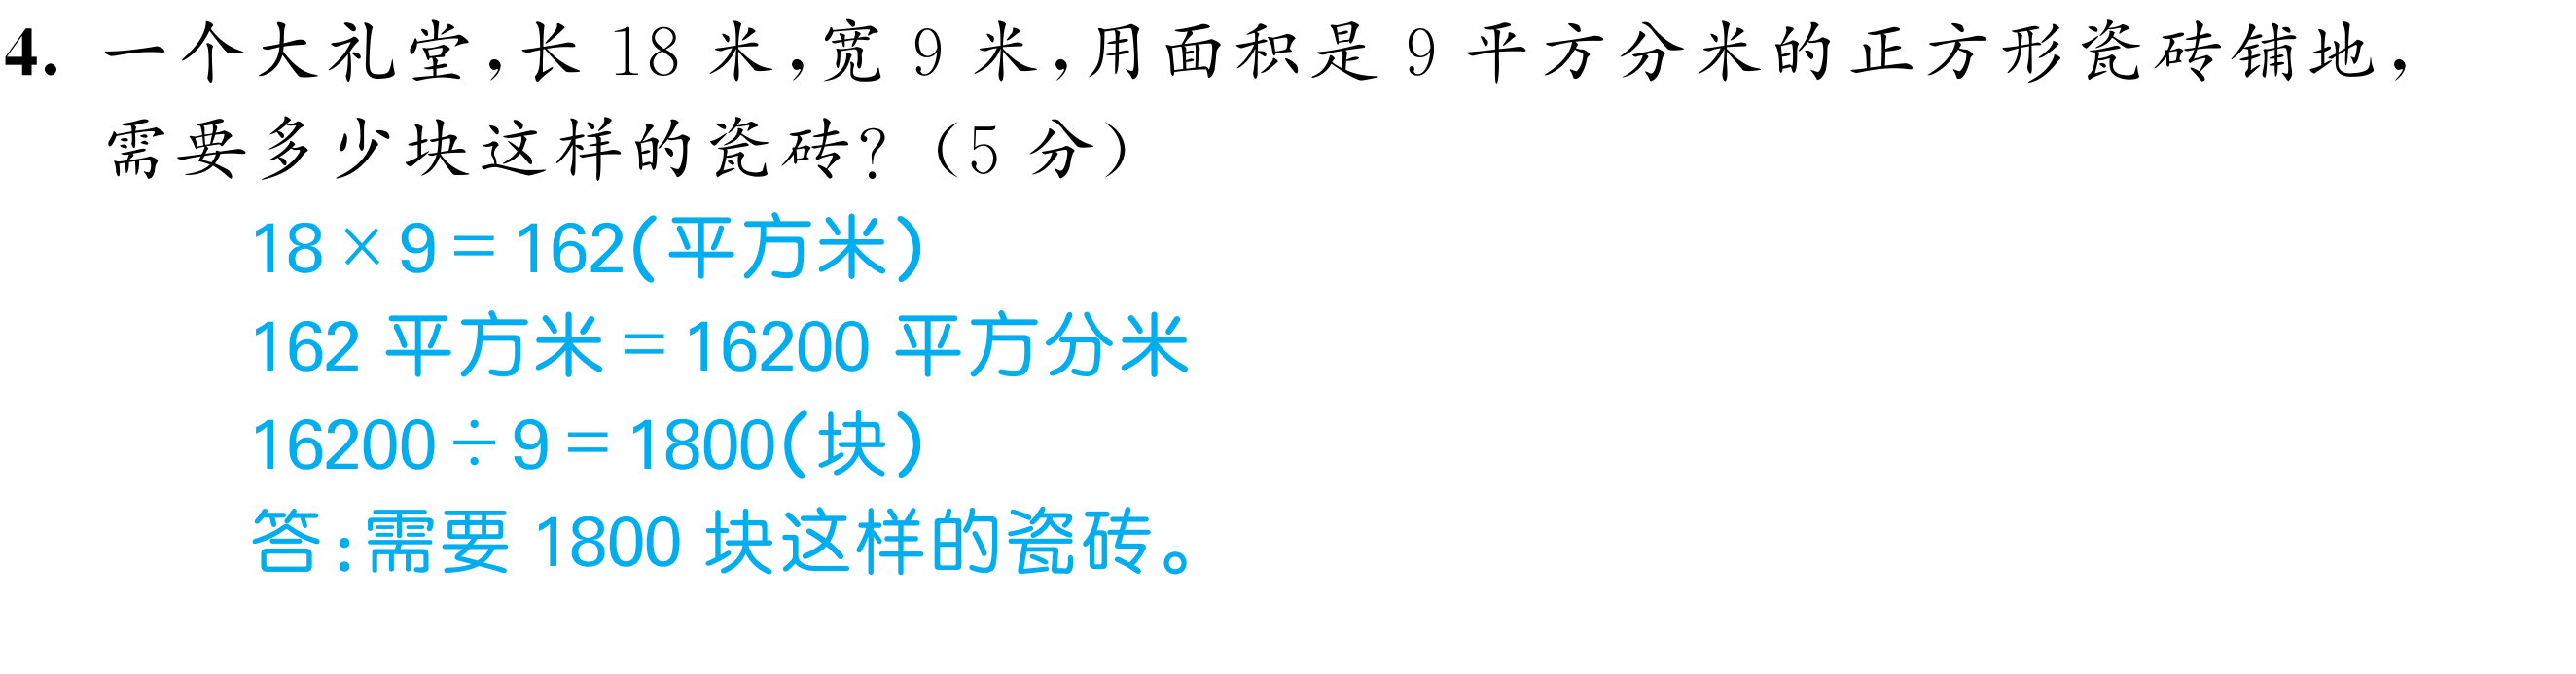 4. 一个大礼堂,长 18 米,宽 9 米,用面积是 9 平方分米的正方形瓷砖铺地,
需要多少块这样的瓷砖?(5 分)
18×9=162(平方米)
162 平方米=16200 平方分米
16200÷9=1800(块)
答:需要 1800 块这样的瓷砖。